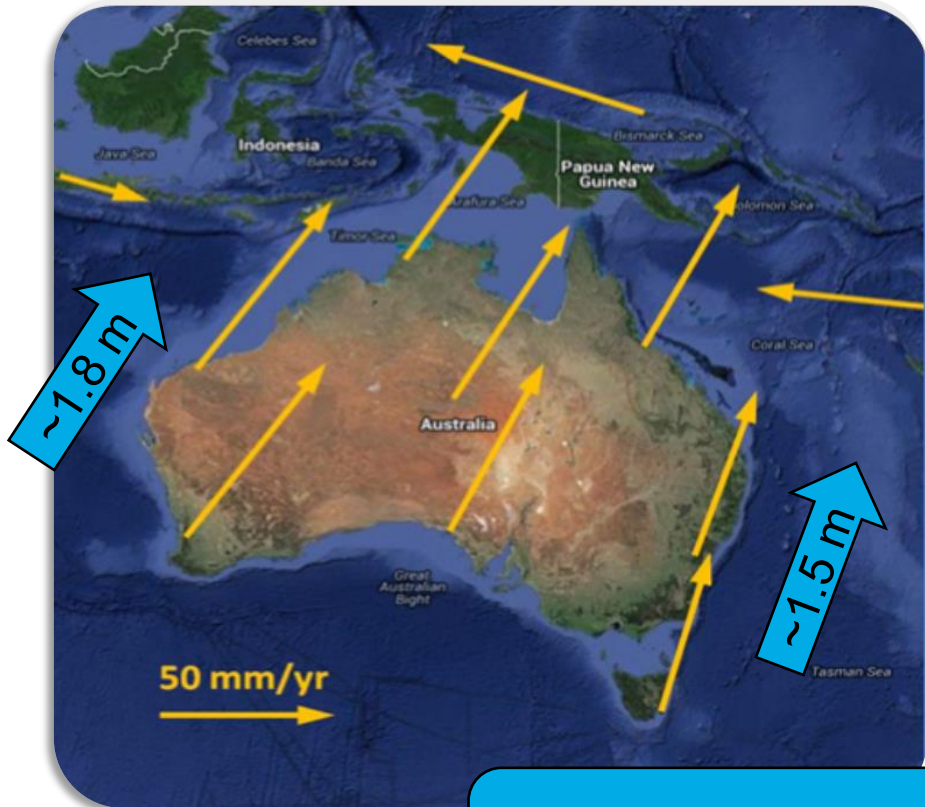 Celebes Sea
Bismarck Sea
Indonesia
Java Sea
Banda Sea
Papua New
Guinea
Arafura Sea
Solomon Sea
Timor Sea
~1.8 m
Coral Sea
Australia
~1.5 m
Great
Australian
Bight
Tasman Sea
50 mm/yr